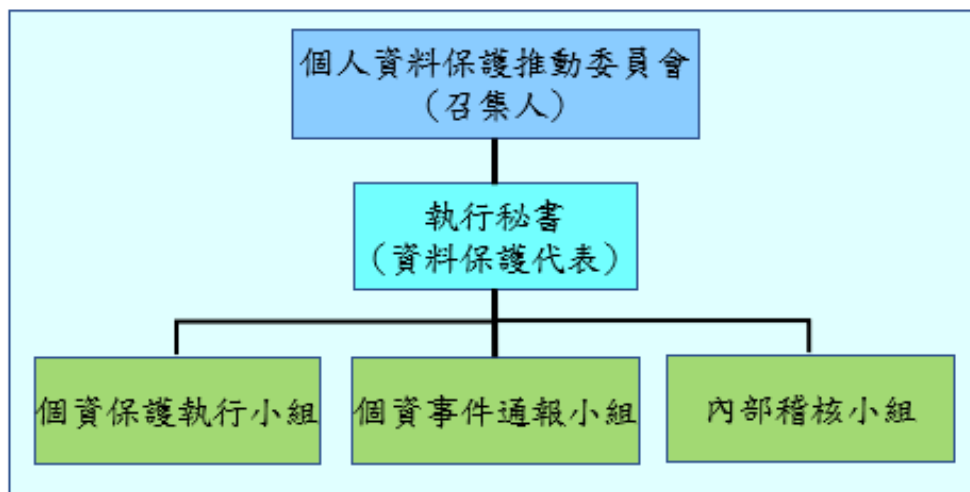 個人資料保護推動委員會
（召集人）
執行秘書
（資料保護代表）
個資保護執行小組
個資事件通報小組
內部稽核小組